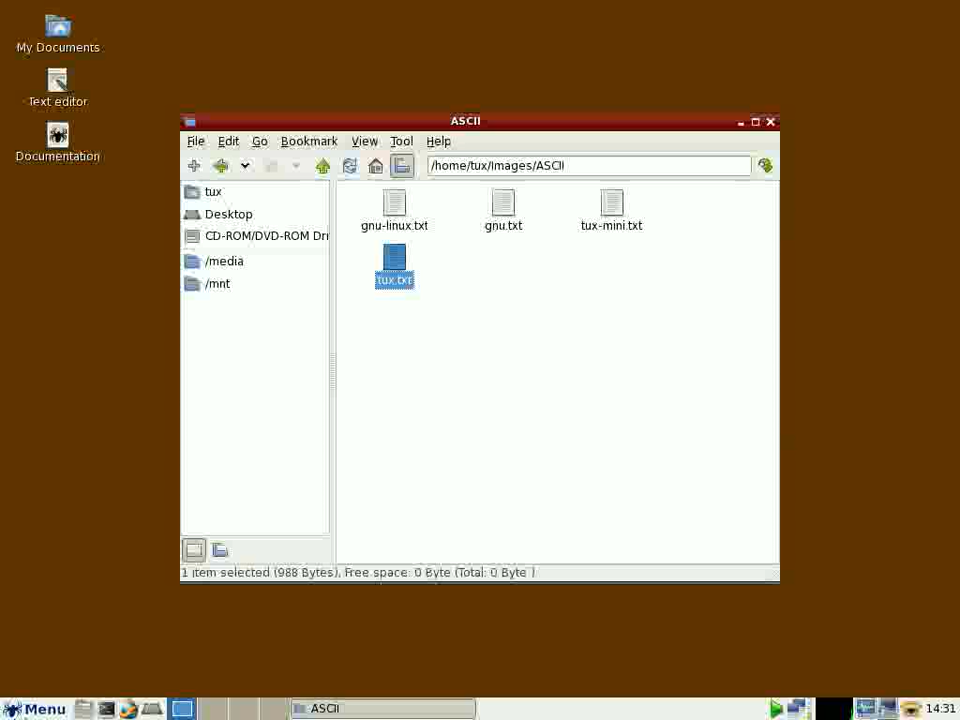 My Documents
Text editor
Documentation
ASCII
File Edit Go Bookmark View Tool Help
/home/tux/Images/ASCII
tux
Desktop
CD-ROM/DVD-ROM Dri
/media
/mnt
gnu-linux.txt gnu.txt tux-mini.txt
tux.txt
1 item selected (988 Bytes), Free space: 0 Byte (Total: 0 Byte )
Menu ASCII 14:31